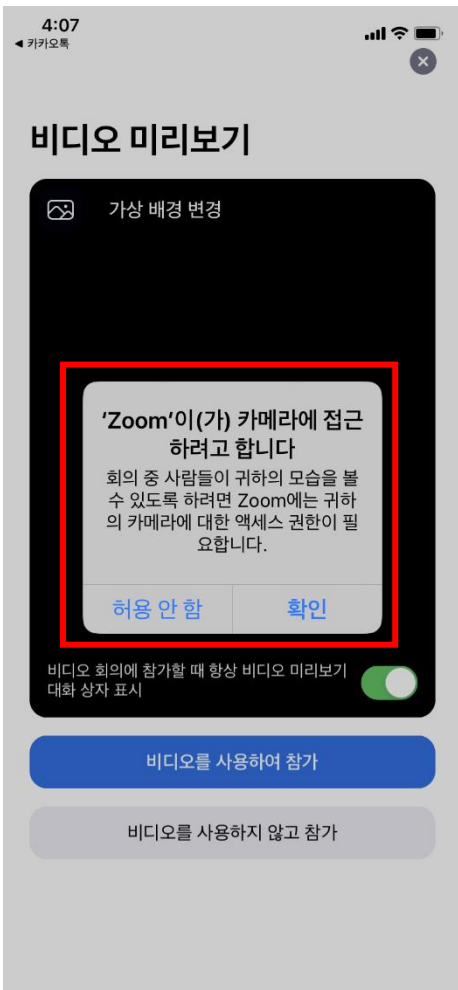 4:07
◀ 카카오톡
비디오 미리보기
가상 배경 변경
‘Zoom’이(가) 카메라에 접근
하려고 합니다
회의 중 사람들이 귀하의 모습을 볼
수 있도록 하려면 Zoom에는 귀하
의 카메라에 대한 액세스 권한이 필
요합니다.
허용 안 함 확인
비디오 회의에 참가할 때 항상 비디오 미리보기
대화 상자 표시
비디오를 사용하여 참가
비디오를 사용하지 않고 참가